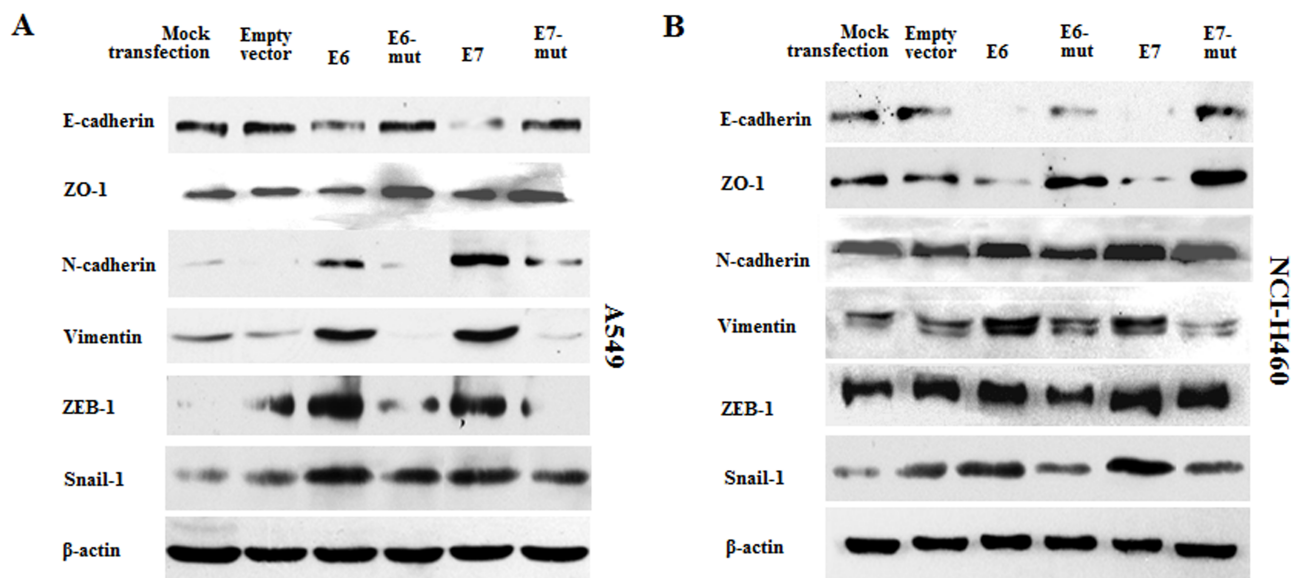 A
Mock transfection
Empty vector
E6
E6-mut
E7
E7-mut
E-cadherin
ZO-1
N-cadherin
Vimentin
ZEB-1
Snail-1
β-actin
A549
B
Mock transfection
Empty vector
E6
E6-mut
E7
E7-mut
E-cadherin
ZO-1
N-cadherin
Vimentin
ZEB-1
Snail-1
β-actin
NCI-H460